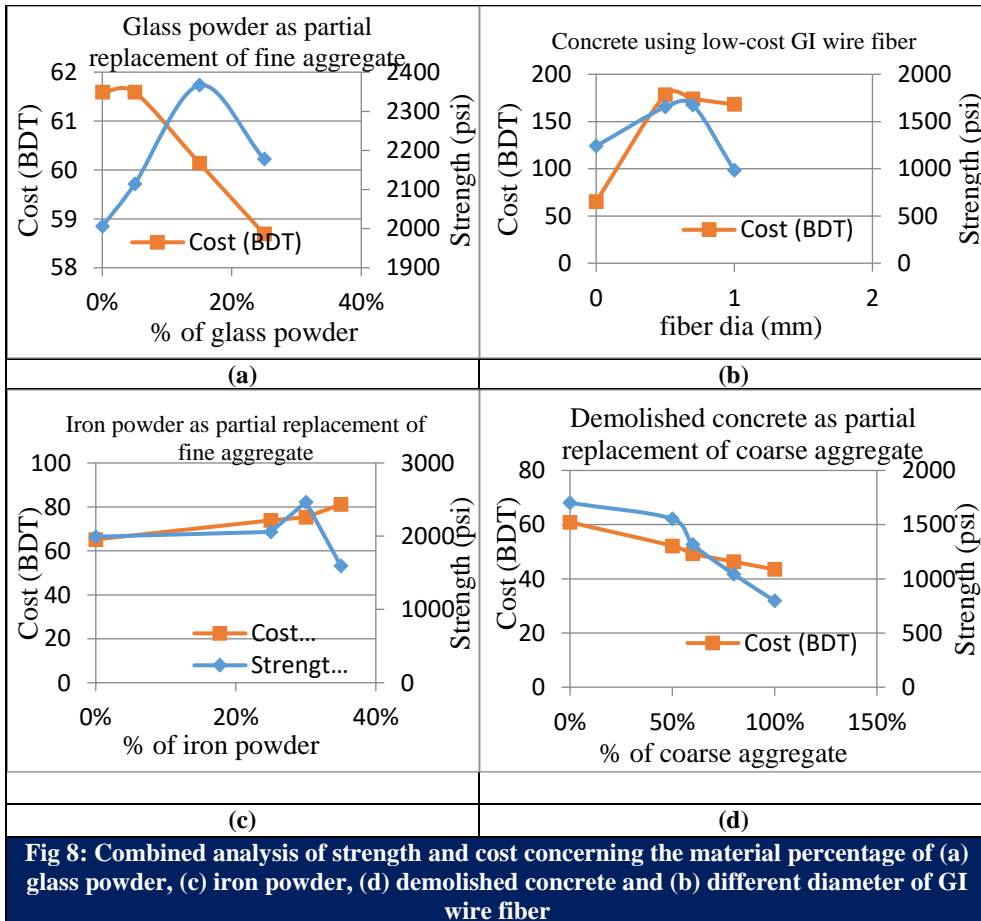 Glass powder as partial
replacement of fine aggregate
62
61
60
59
58
Cost (BDT)
2400
2300
2200
2100
2000
1900
Strength (psi)
Cost (BDT)
0%
20%
40%
% of glass powder
(a)
Concrete using low-cost GI wire fiber
200
150
100
50
0
Cost (BDT)
2000
1500
1000
500
0
Strength (psi)
Cost (BDT)
0
1
2
fiber dia (mm)
(b)
Iron powder as partial replacement of
fine aggregate
100
80
60
40
20
0
Cost (BDT)
3000
2000
1000
0
Strength (psi)
Cost...
Strengt...
0%
20%
40%
% of iron powder
(c)
Demolished concrete as partial
replacement of coarse aggregate
80
60
40
20
0
Cost (BDT)
2000
1500
1000
500
0
Strength (psi)
Cost (BDT)
0%
50%
100%
150%
% of coarse aggregate
(d)
Fig 8: Combined analysis of strength and cost concerning the material percentage of (a)
glass powder, (c) iron powder, (d) demolished concrete and (b) different diameter of GI
wire fiber